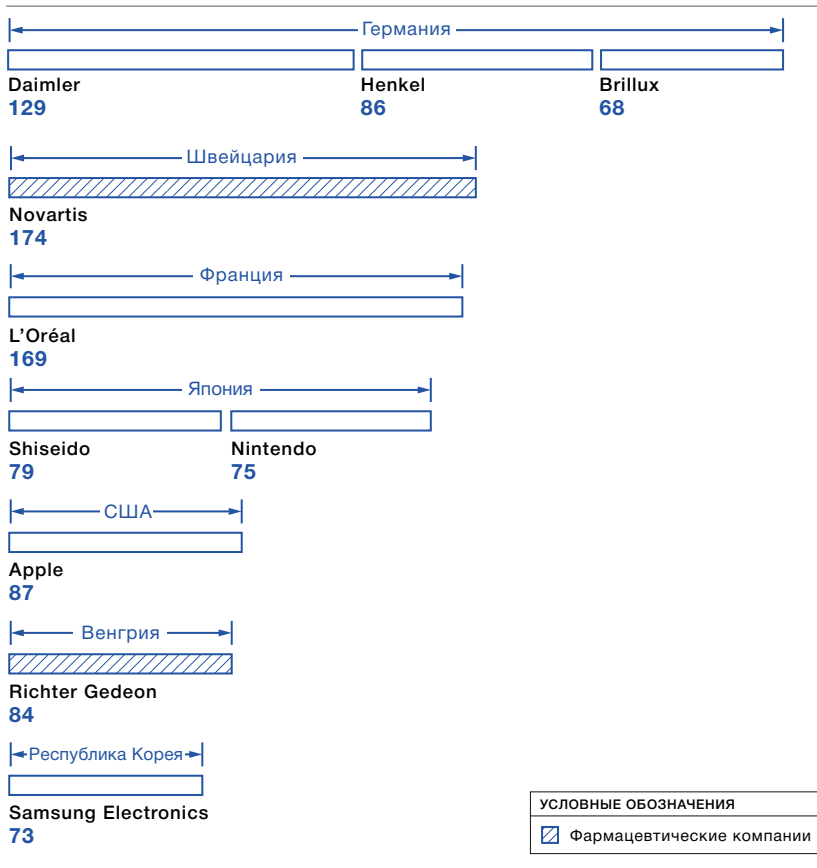 Германия
Daimler Henkel Brillux
129 86 68
Швейцария
Novartis
174
Франция
L’Oréal
169
Япония
Shiseido Nintendo
79 75
США
Apple
87
Венгрия
Richter Gedeon
84
Республика Корея
Samsung Electronics
73
УСЛОВНЫЕ ОБОЗНАЧЕНИЯ
Фармацевтические компании